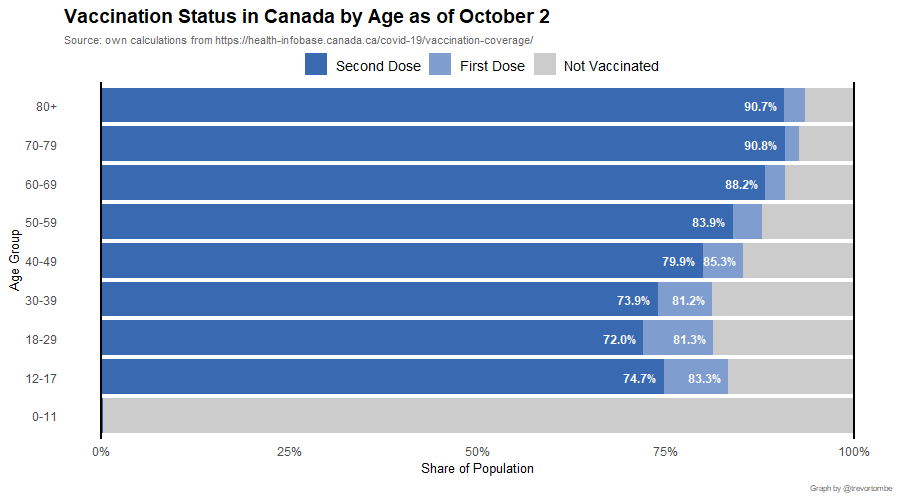 Vaccination Status in Canada by Age as of October 2
Source: own calculations from https://health-infobase.canada.ca/covid-19/vaccination-coverage/
Second Dose First Dose Not Vaccinated
80+ 90.7%
70-79 90.8%
60-69 88.2%
50-59 83.9%
40-49 79.9% 85.3%
30-39 73.9% 81.2%
18-29 72.0% 81.3%
12-17 74.7% 83.3%
0-11
Age Group
0% 25% 50% 75% 100%
Share of Population
Graph by @trevortombe